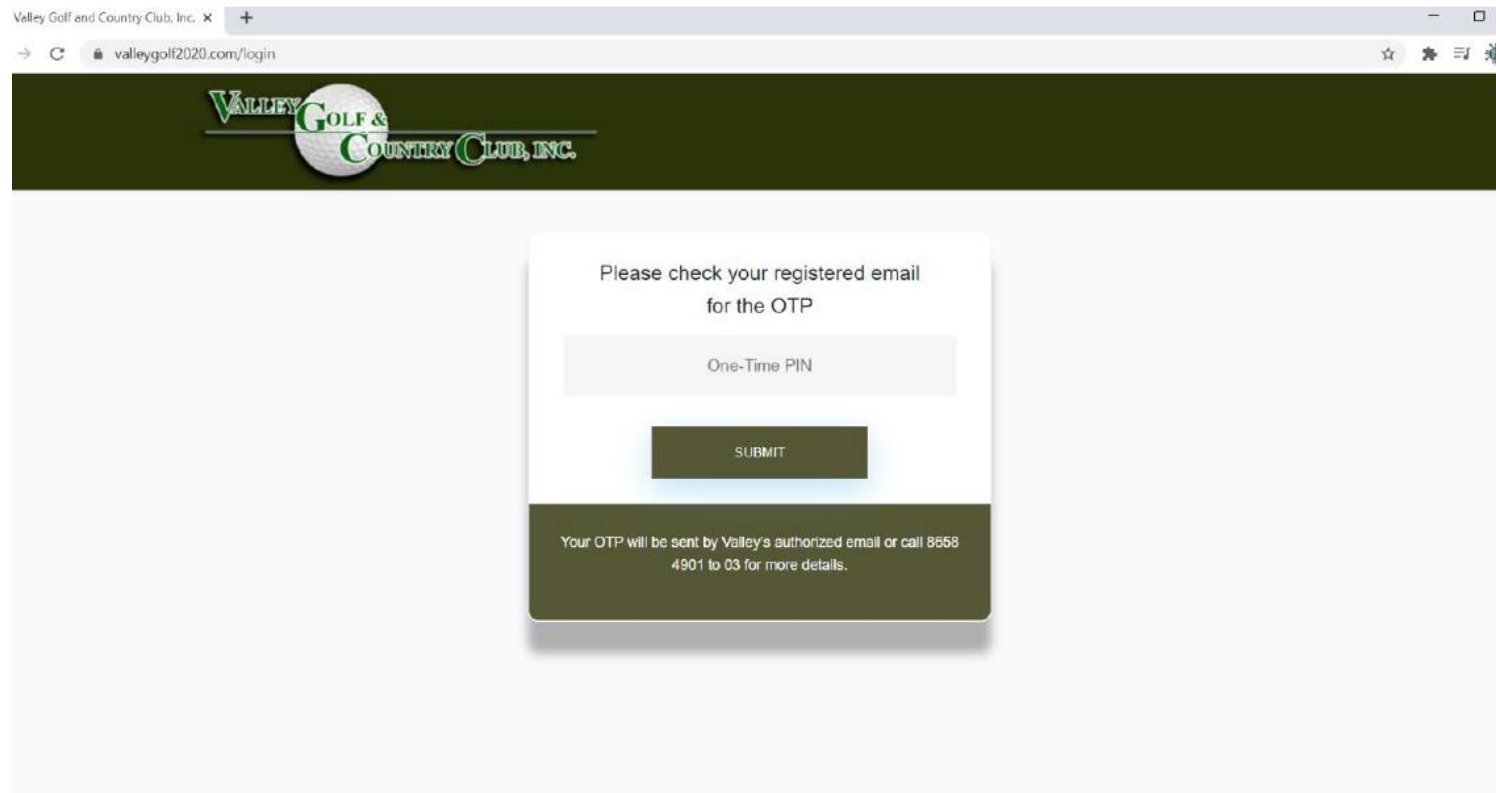 Valley Golf and Country Club, Inc.
valleygolf2020.com/login
VALLEY GOLF &
COUNTRY CLUB, INC.
Please check your registered email
for the OTP
One-Time PIN
SUBMIT
Your OTP will be sent by Valley's authorized email or call 8658
4901 to 03 for more details.